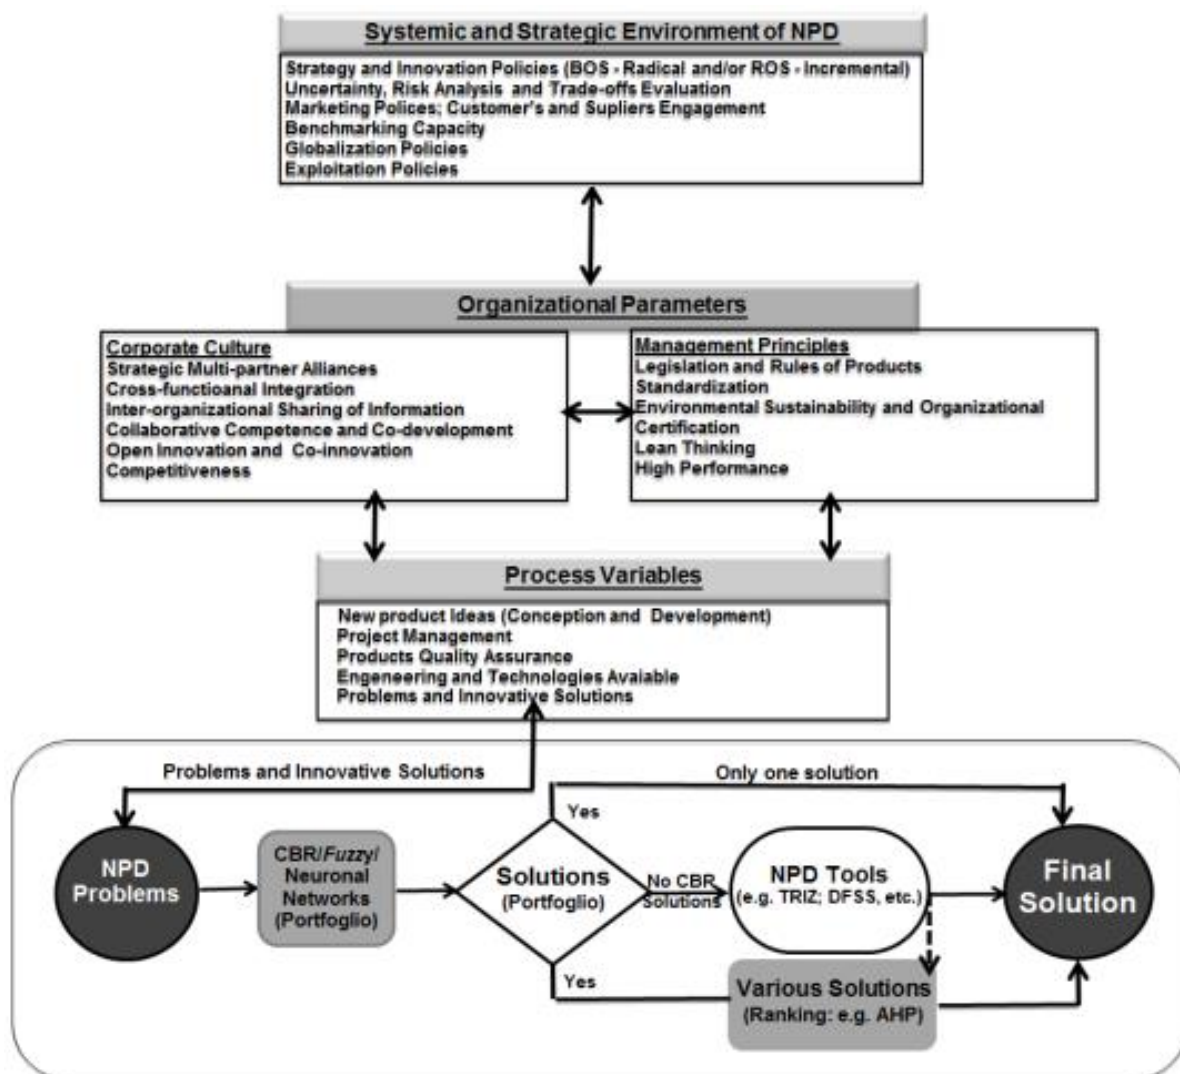 Systemic and Strategic Environment of NPD
Strategy and Innovation Policies (BOS - Radical and/or ROS - Incremental)
Uncertainty, Risk Analysis and Trade-offs Evaluation
Marketing Polices; Customer's and Supliers Engagement
Benchmarking Capacity
Globalization Policies
Exploitation Policies
Organizational Parameters
Corporate Culture
Strategic Multi-partner Alliances
Cross-functioanal Integration
Inter-organizational Sharing of Information
Collaborative Competence and Co-development
Open Innovation and Co-innovation
Competitiveness
Management Principles
Legislation and Rules of Products
Standardization
Environmental Sustainability and Organizational
Certification
Lean Thinking
High Performance
Process Variables
New product Ideas (Conception and Development)
Project Management
Products Quality Assurance
Engeneering and Technologies Avaiable
Problems and Innovative Solutions
Problems and Innovative Solutions
Only one solution
Yes
NPD
Problems
CBR/Fuzzy/
Neuronal
Networks
(Portfoglio)
Solutions
(Portfoglio)
No CBR
Solutions
NPD Tools
(e.g. TRIZ; DFSS, etc.)
Final
Solution
Yes
Various Solutions
(Ranking: e.g. AHP)